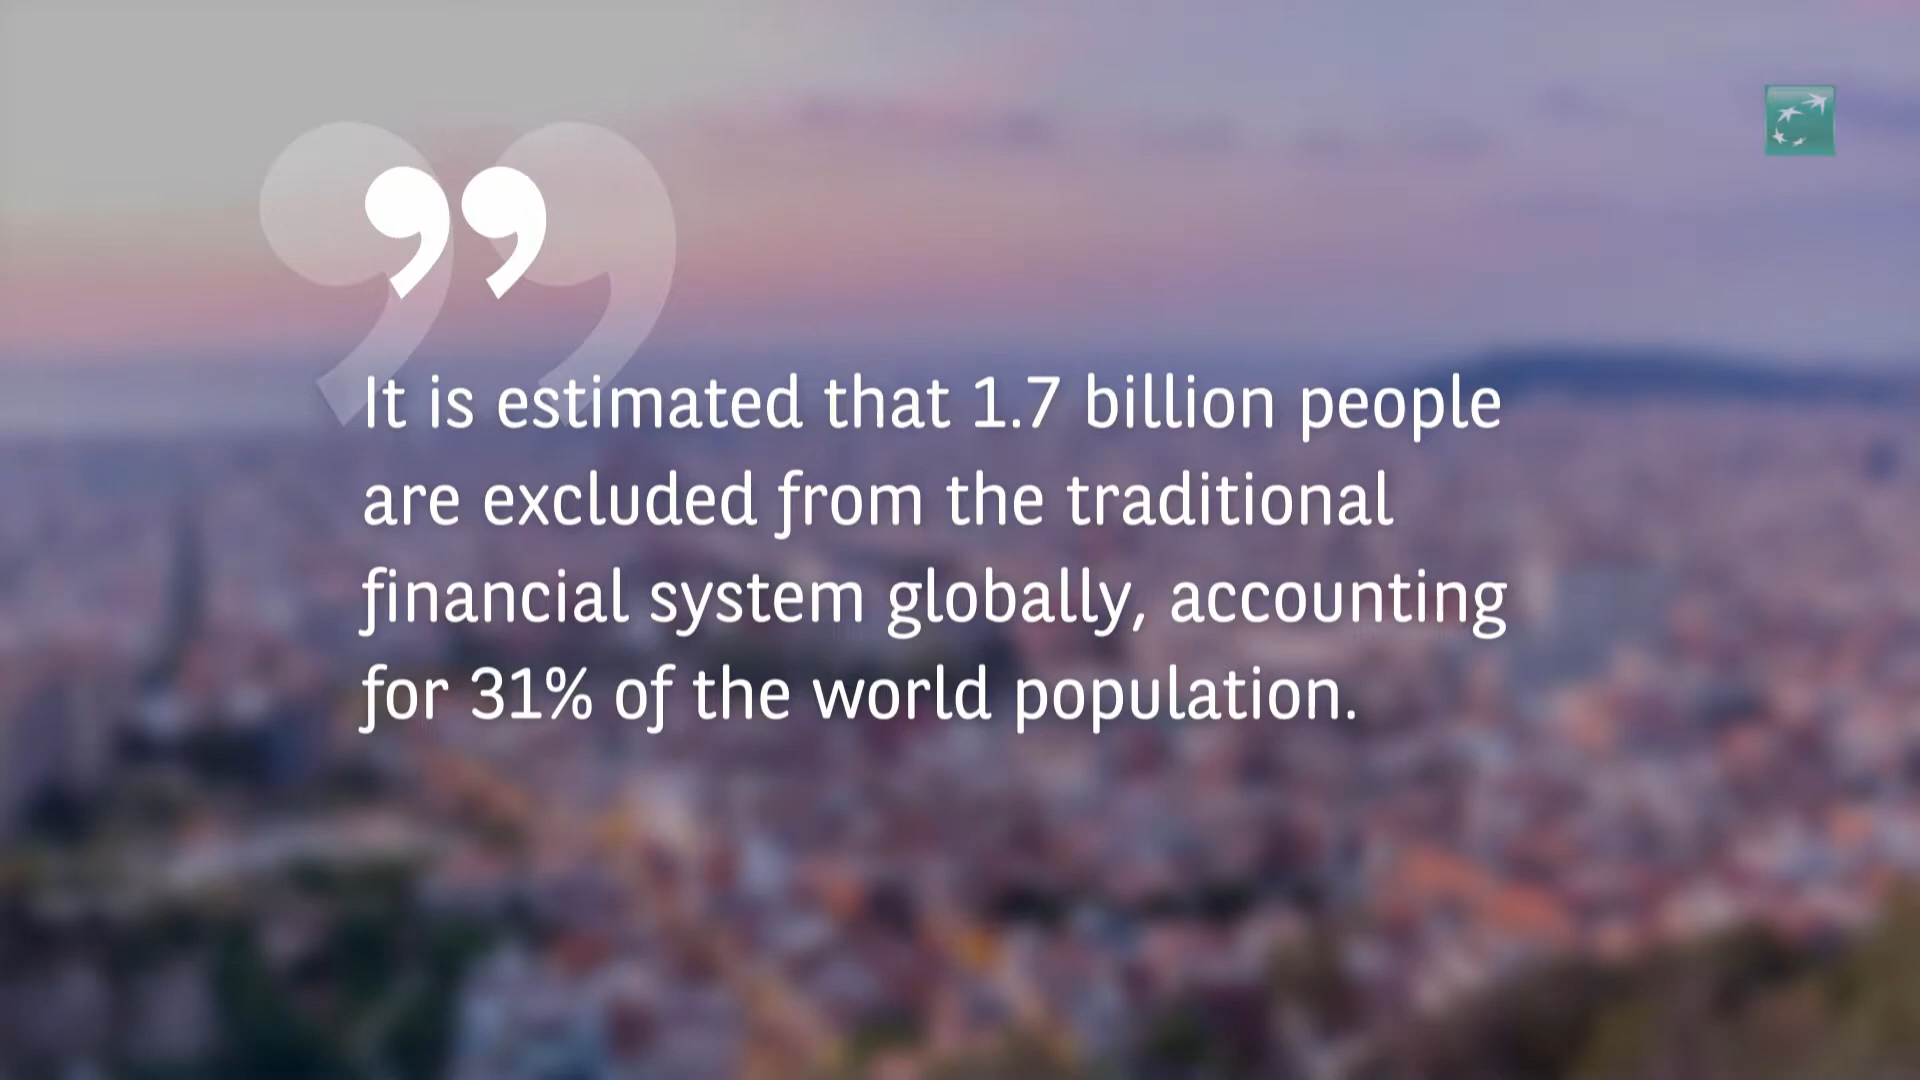 ”
It is estimated that 1.7 billion people
are excluded from the traditional
financial system globally, accounting
for 31% of the world population.